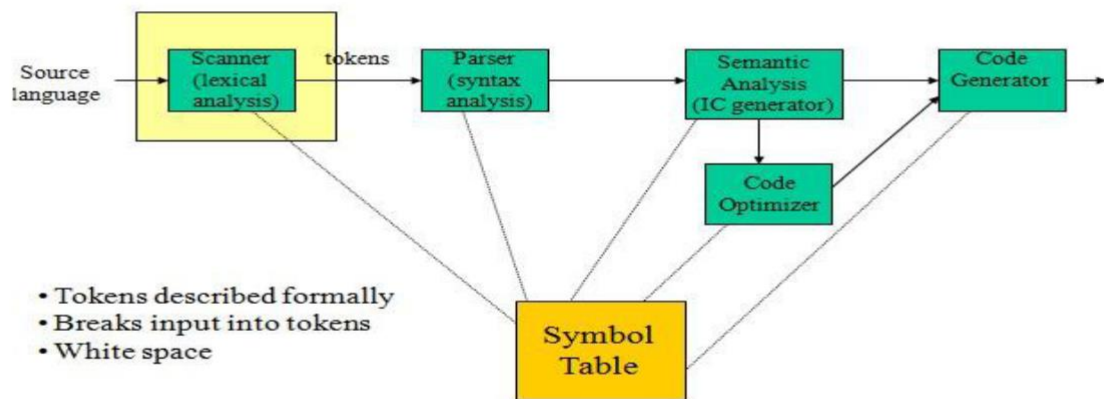 Source
language
Scanner
(lexical
analysis)
tokens
Parser
(syntax
analysis)
Semantic
Analysis
(IC generator)
Code
Generator
Code
Optimizer
• Tokens described formally
• Breaks input into tokens
• White space
Symbol
Table